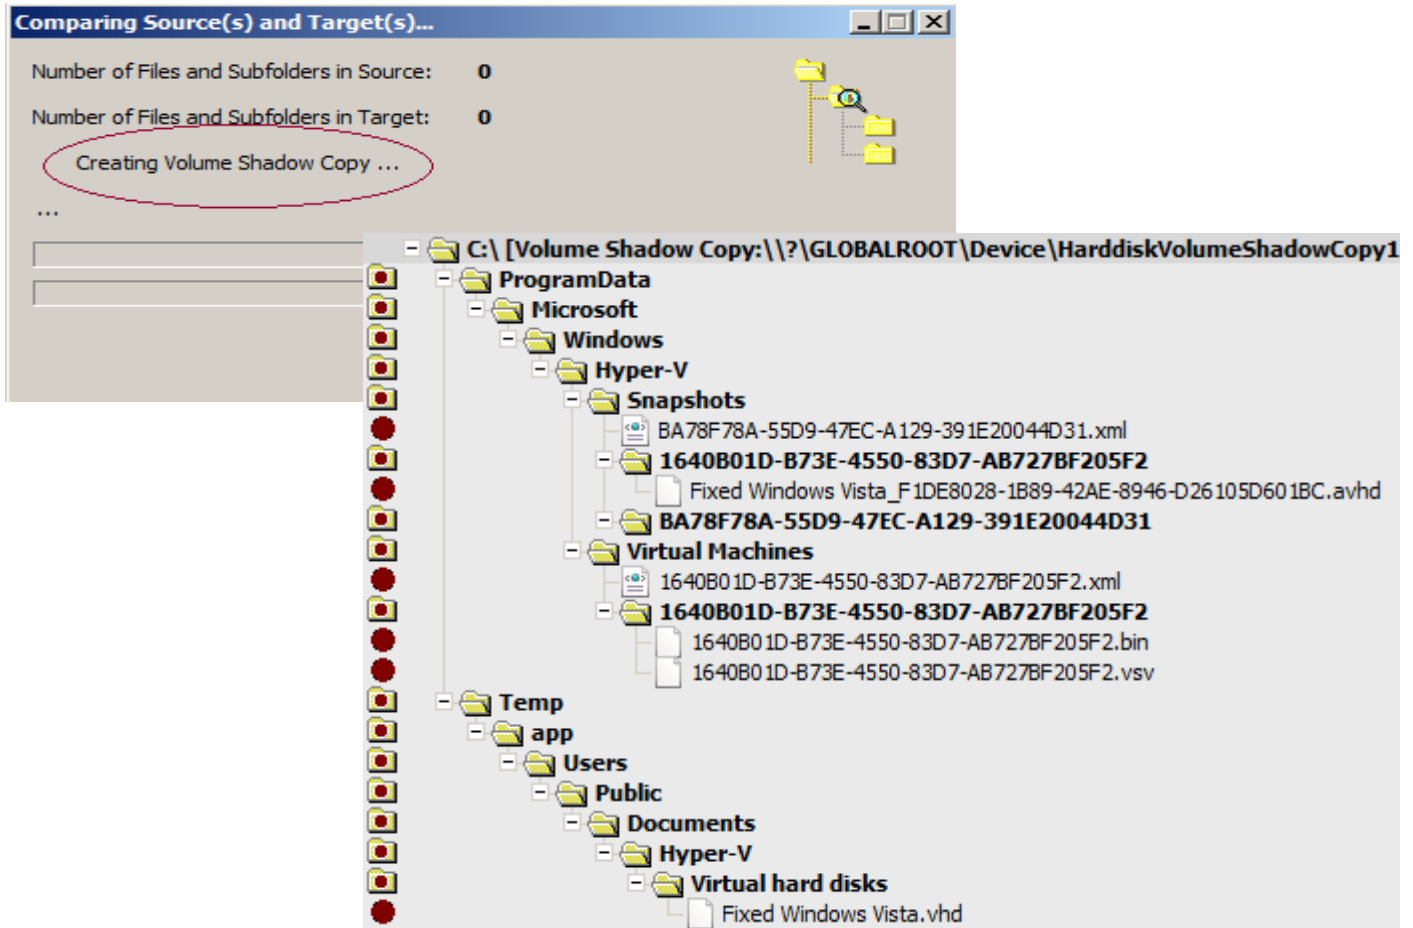 Comparing Source(s) and Target(s)...
Number of Files and Subfolders in Source: 0
Number of Files and Subfolders in Target: 0
Creating Volume Shadow Copy ...
...
C:\ [Volume Shadow Copy:\\?\GLOBALROOT\Device\HarddiskVolumeShadowCopy1
ProgramData
Microsoft
Windows
Hyper-V
Snapshots
BA78F78A-55D9-47EC-A129-391E20044D31.xml
1640B01D-B73E-4550-83D7-AB727BF205F2
Fixed Windows Vista_F1DE8028-1B89-42AE-8946-D26105D601BC.avhd
BA78F78A-55D9-47EC-A129-391E20044D31
Virtual Machines
1640B01D-B73E-4550-83D7-AB727BF205F2.xml
1640B01D-B73E-4550-83D7-AB727BF205F2
1640B01D-B73E-4550-83D7-AB727BF205F2.bin
1640B01D-B73E-4550-83D7-AB727BF205F2.vsv
Temp
app
Users
Public
Documents
Hyper-V
Virtual hard disks
Fixed Windows Vista.vhd